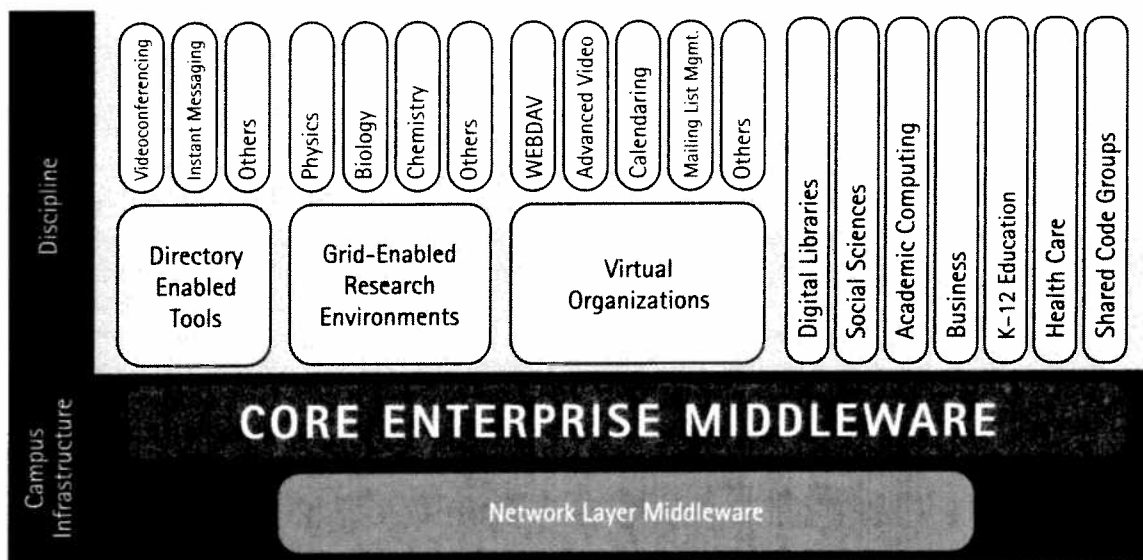 Videoconferencing
Instant Messaging
Others
Physics
Biology
Chemistry
Others
WEBDAV
Advanced Video
Calendaring
Mailing List Mgmt.
Others
Digital Libraries
Social Sciences
Academic Computing
Business
K-12 Education
Health Care
Shared Code Groups
Discipline
Directory
Enabled
Tools
Grid-Enabled
Research
Environments
Virtual
Organizations
Campus
Infrastructure
CORE ENTERPRISE MIDDLEWARE
Network Layer Middleware